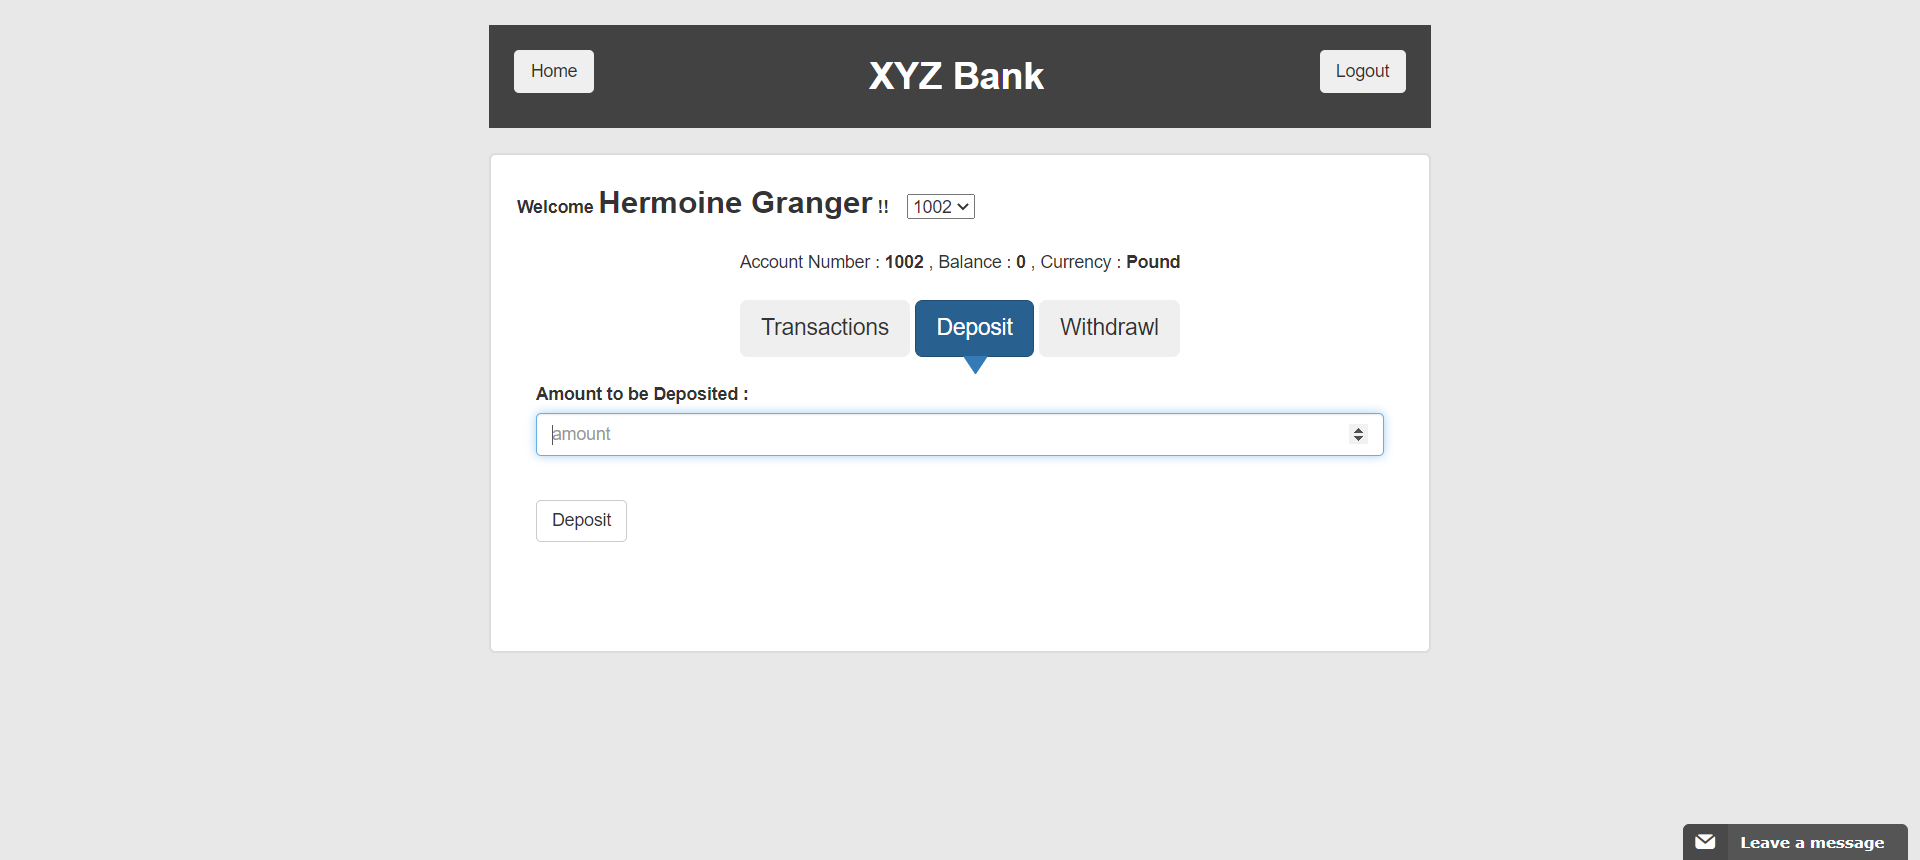 Home
XYZ Bank
Logout
Welcome Hermoine Granger !! 1002
Account Number : 1002 , Balance : 0 , Currency : Pound
Transactions
Deposit
Withdrawl
Amount to be Deposited :
amount
Deposit
Leave a message